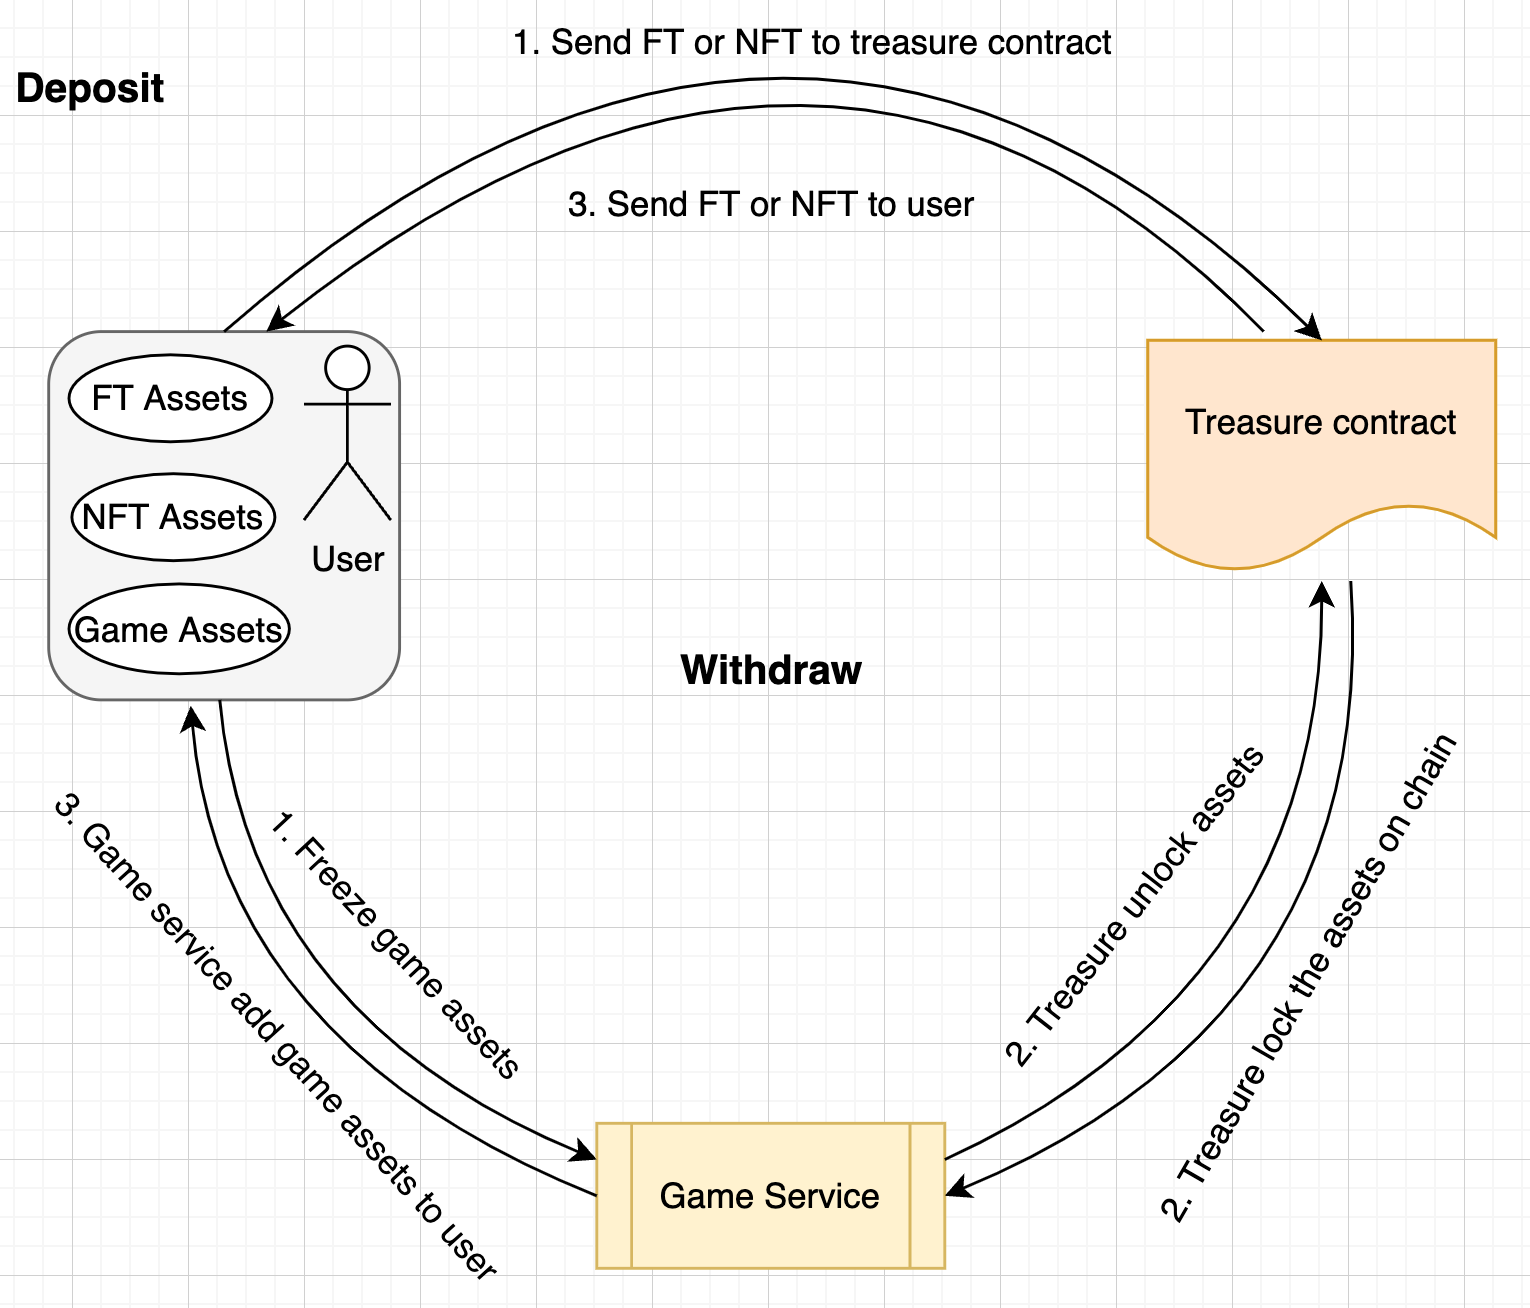 1. Send FT or NFT to treasure contract
Deposit
3. Send FT or NFT to user
FT Assets
NFT Assets
User
Game Assets
Treasure contract
Withdraw
3. Game service add game assets to user
1. Freeze game assets
2. Treasure unlock assets
2. Treasure lock the assets on chain
Game Service